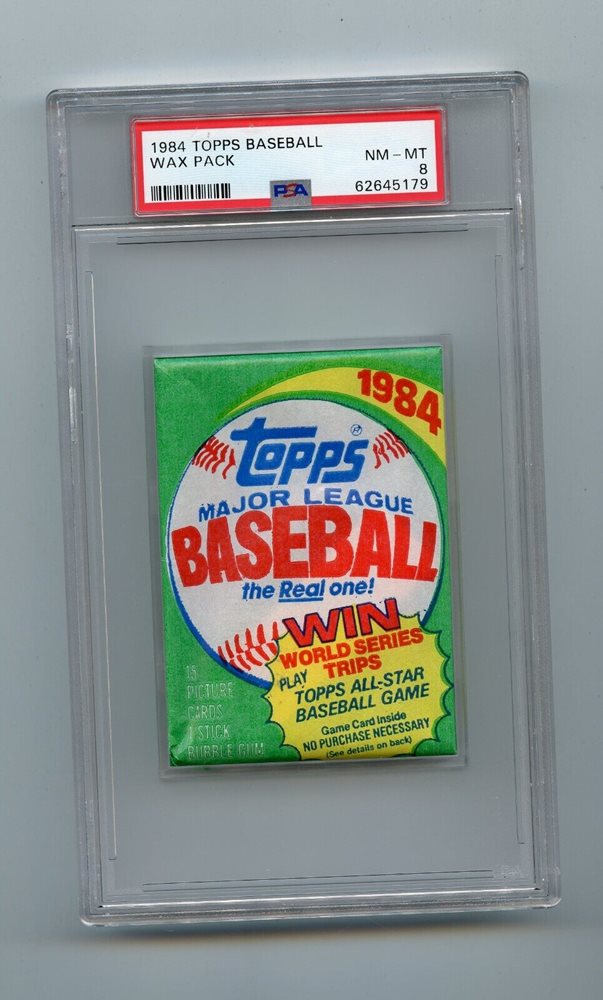 1984 TOPPS BASEBALL
WAX PACK
NM - MT
8
PSA
62645179
1984
topps ®
MAJOR LEAGUE
BASEBALL
the Real one!
WIN
WORLD SERIES
TRIPS
PLAY
TOPPS ALL-STAR
BASEBALL GAME
Game Card Inside
NO PURCHASE NECESSARY
(See details on back)
15
PICTURE
CARDS
1 STICK
BUBBLE GUM